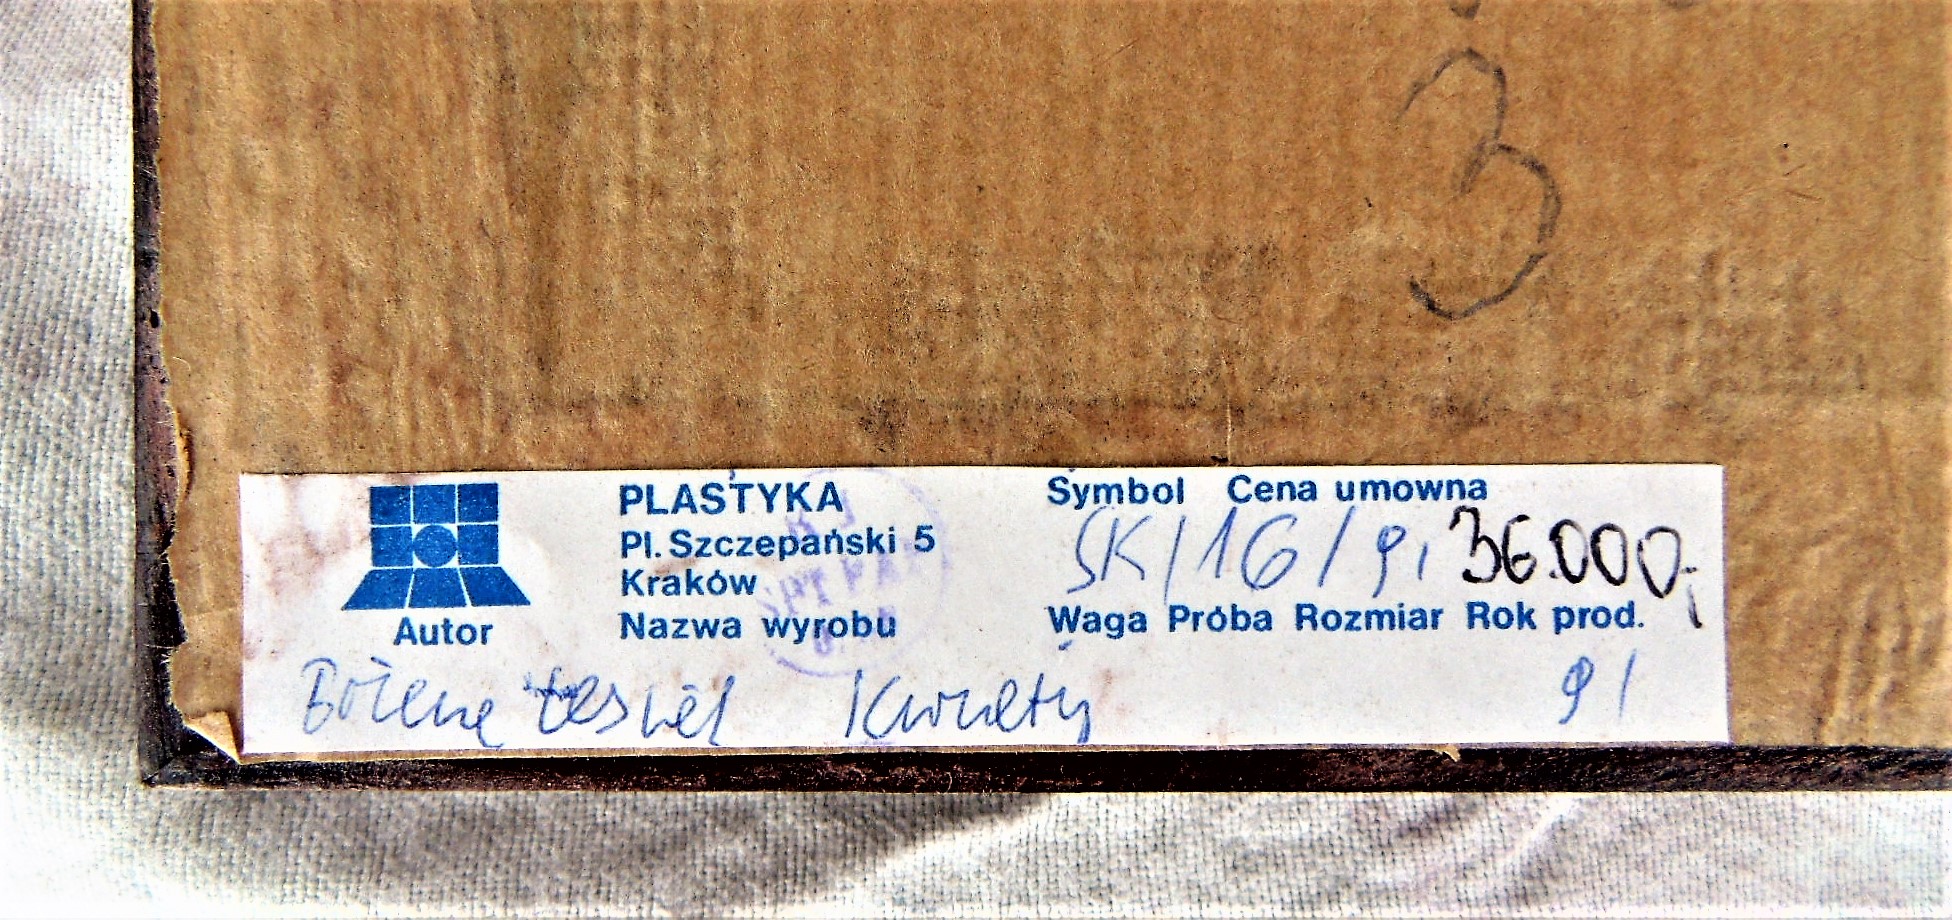 3
PLASTYKA
Pl. Szczepański 5
Kraków
Autor
Nazwa wyrobu
Bożena
Kwiaty
Symbol Cena umowna
SK/16/91 36.000,-
Waga Próba Rozmiar Rok prod.
91